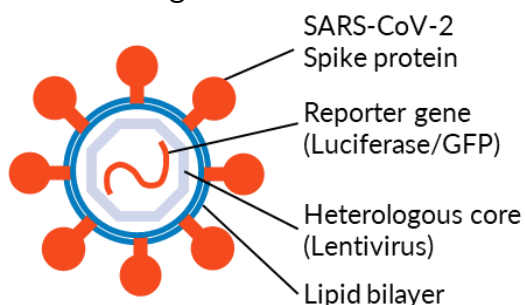 SARS-CoV-2
Spike protein
Reporter gene
(Luciferase/GFP)
Heterologous core
(Lentivirus)
Lipid bilayer